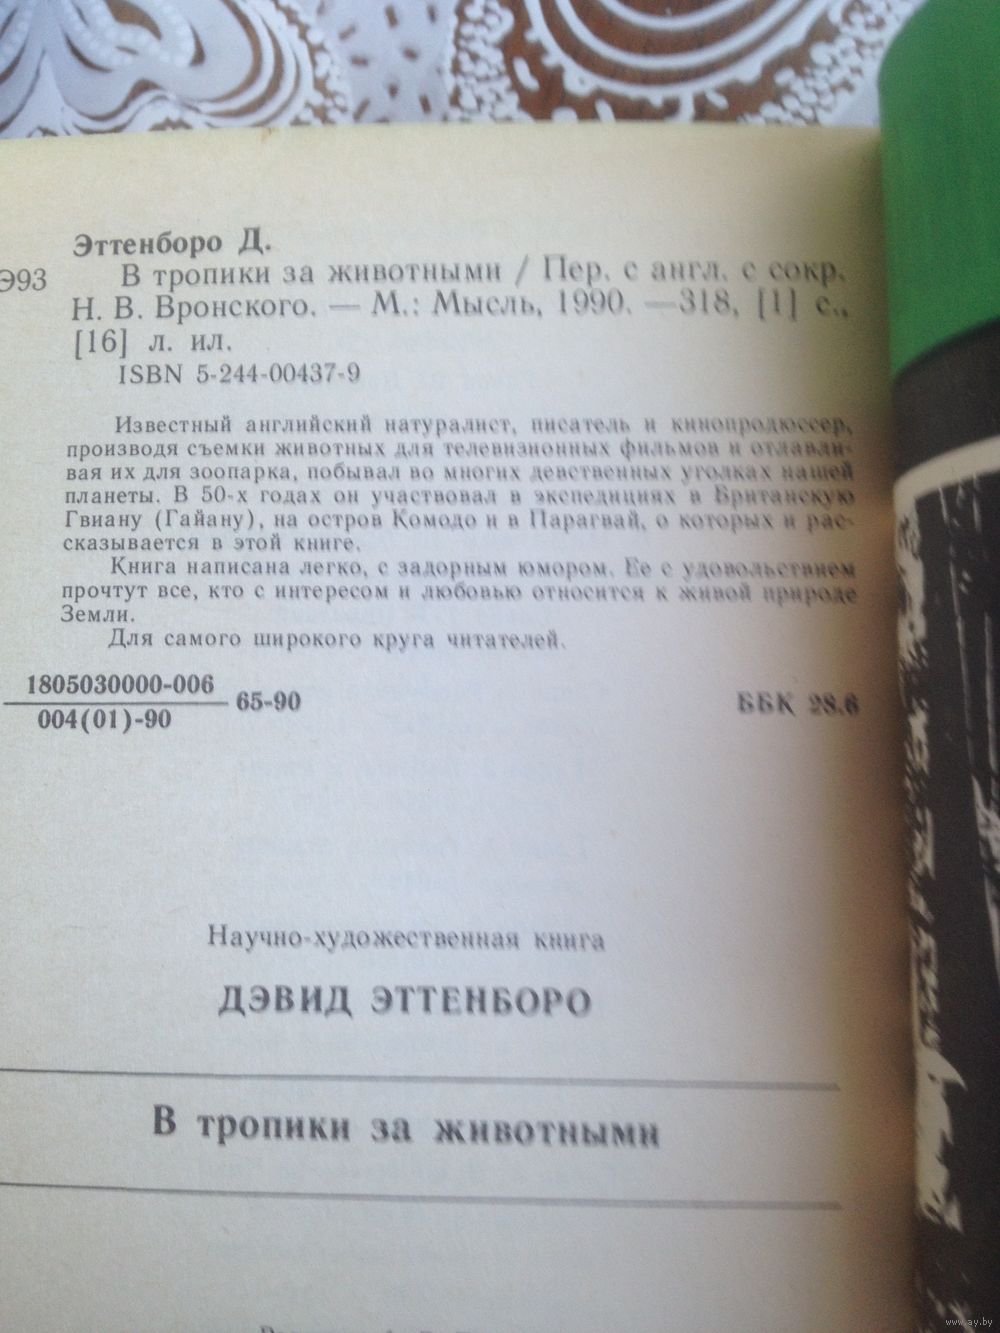 Эттенборо Д.
Э93 В тропики за животными / Пер. с англ. с сокр.
Н. В. Вронского. — М.: Мысль, 1990. —318, [1] с.,
[16] л. ил.
ISBN 5-244-00437-9
Известный английский натуралист, писатель и кинопродюссер,
производя съемки животных для телевизионных фильмов и отлавли-
вая их для зоопарка, побывал во многих девственных уголках нашей
планеты. В 50-х годах он участвовал в экспедициях в Британскую
Гвиану (Гайану), на остров Комодо и в Парагвай, о которых и рас-
сказывается в этой книге.
Книга написана легко, с задорным юмором. Ее с удовольствием
прочтут все, кто с интересом и любовью относится к живой природе
Земли.
Для самого широкого круга читателей.
1805030000-006
004(01)-90
65-90
ББК 28.6
Научно-художественная книга
ДЭВИД ЭТТЕНБОРО
В тропики за животными
www.ay.by